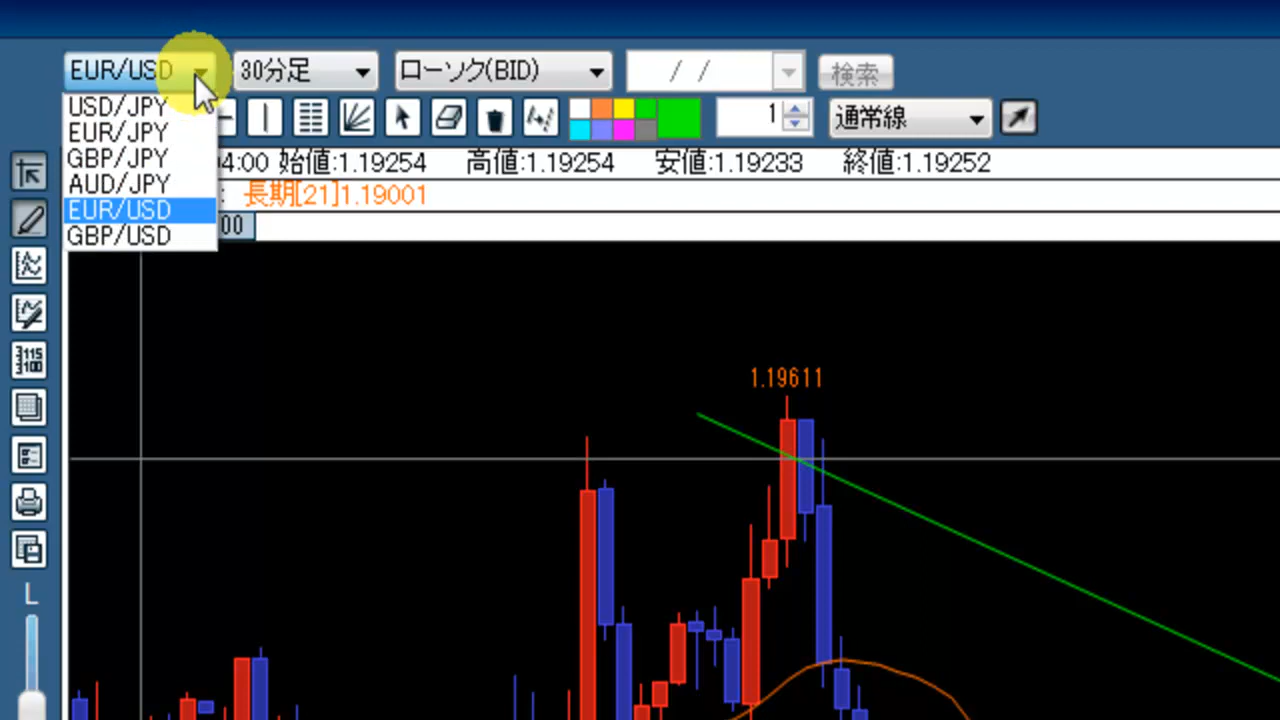 EUR/USD 30分足 ローソク(BID) / / 検索
USD/JPY
EUR/JPY
GBP/JPY
AUD/JPY
EUR/USD
GBP/USD
1 通常線
04:00 始値:1.19254 高値:1.19254 安値:1.19233 終値:1.19252
: 長期[21]1.19001
00
115
100
1.19611
L